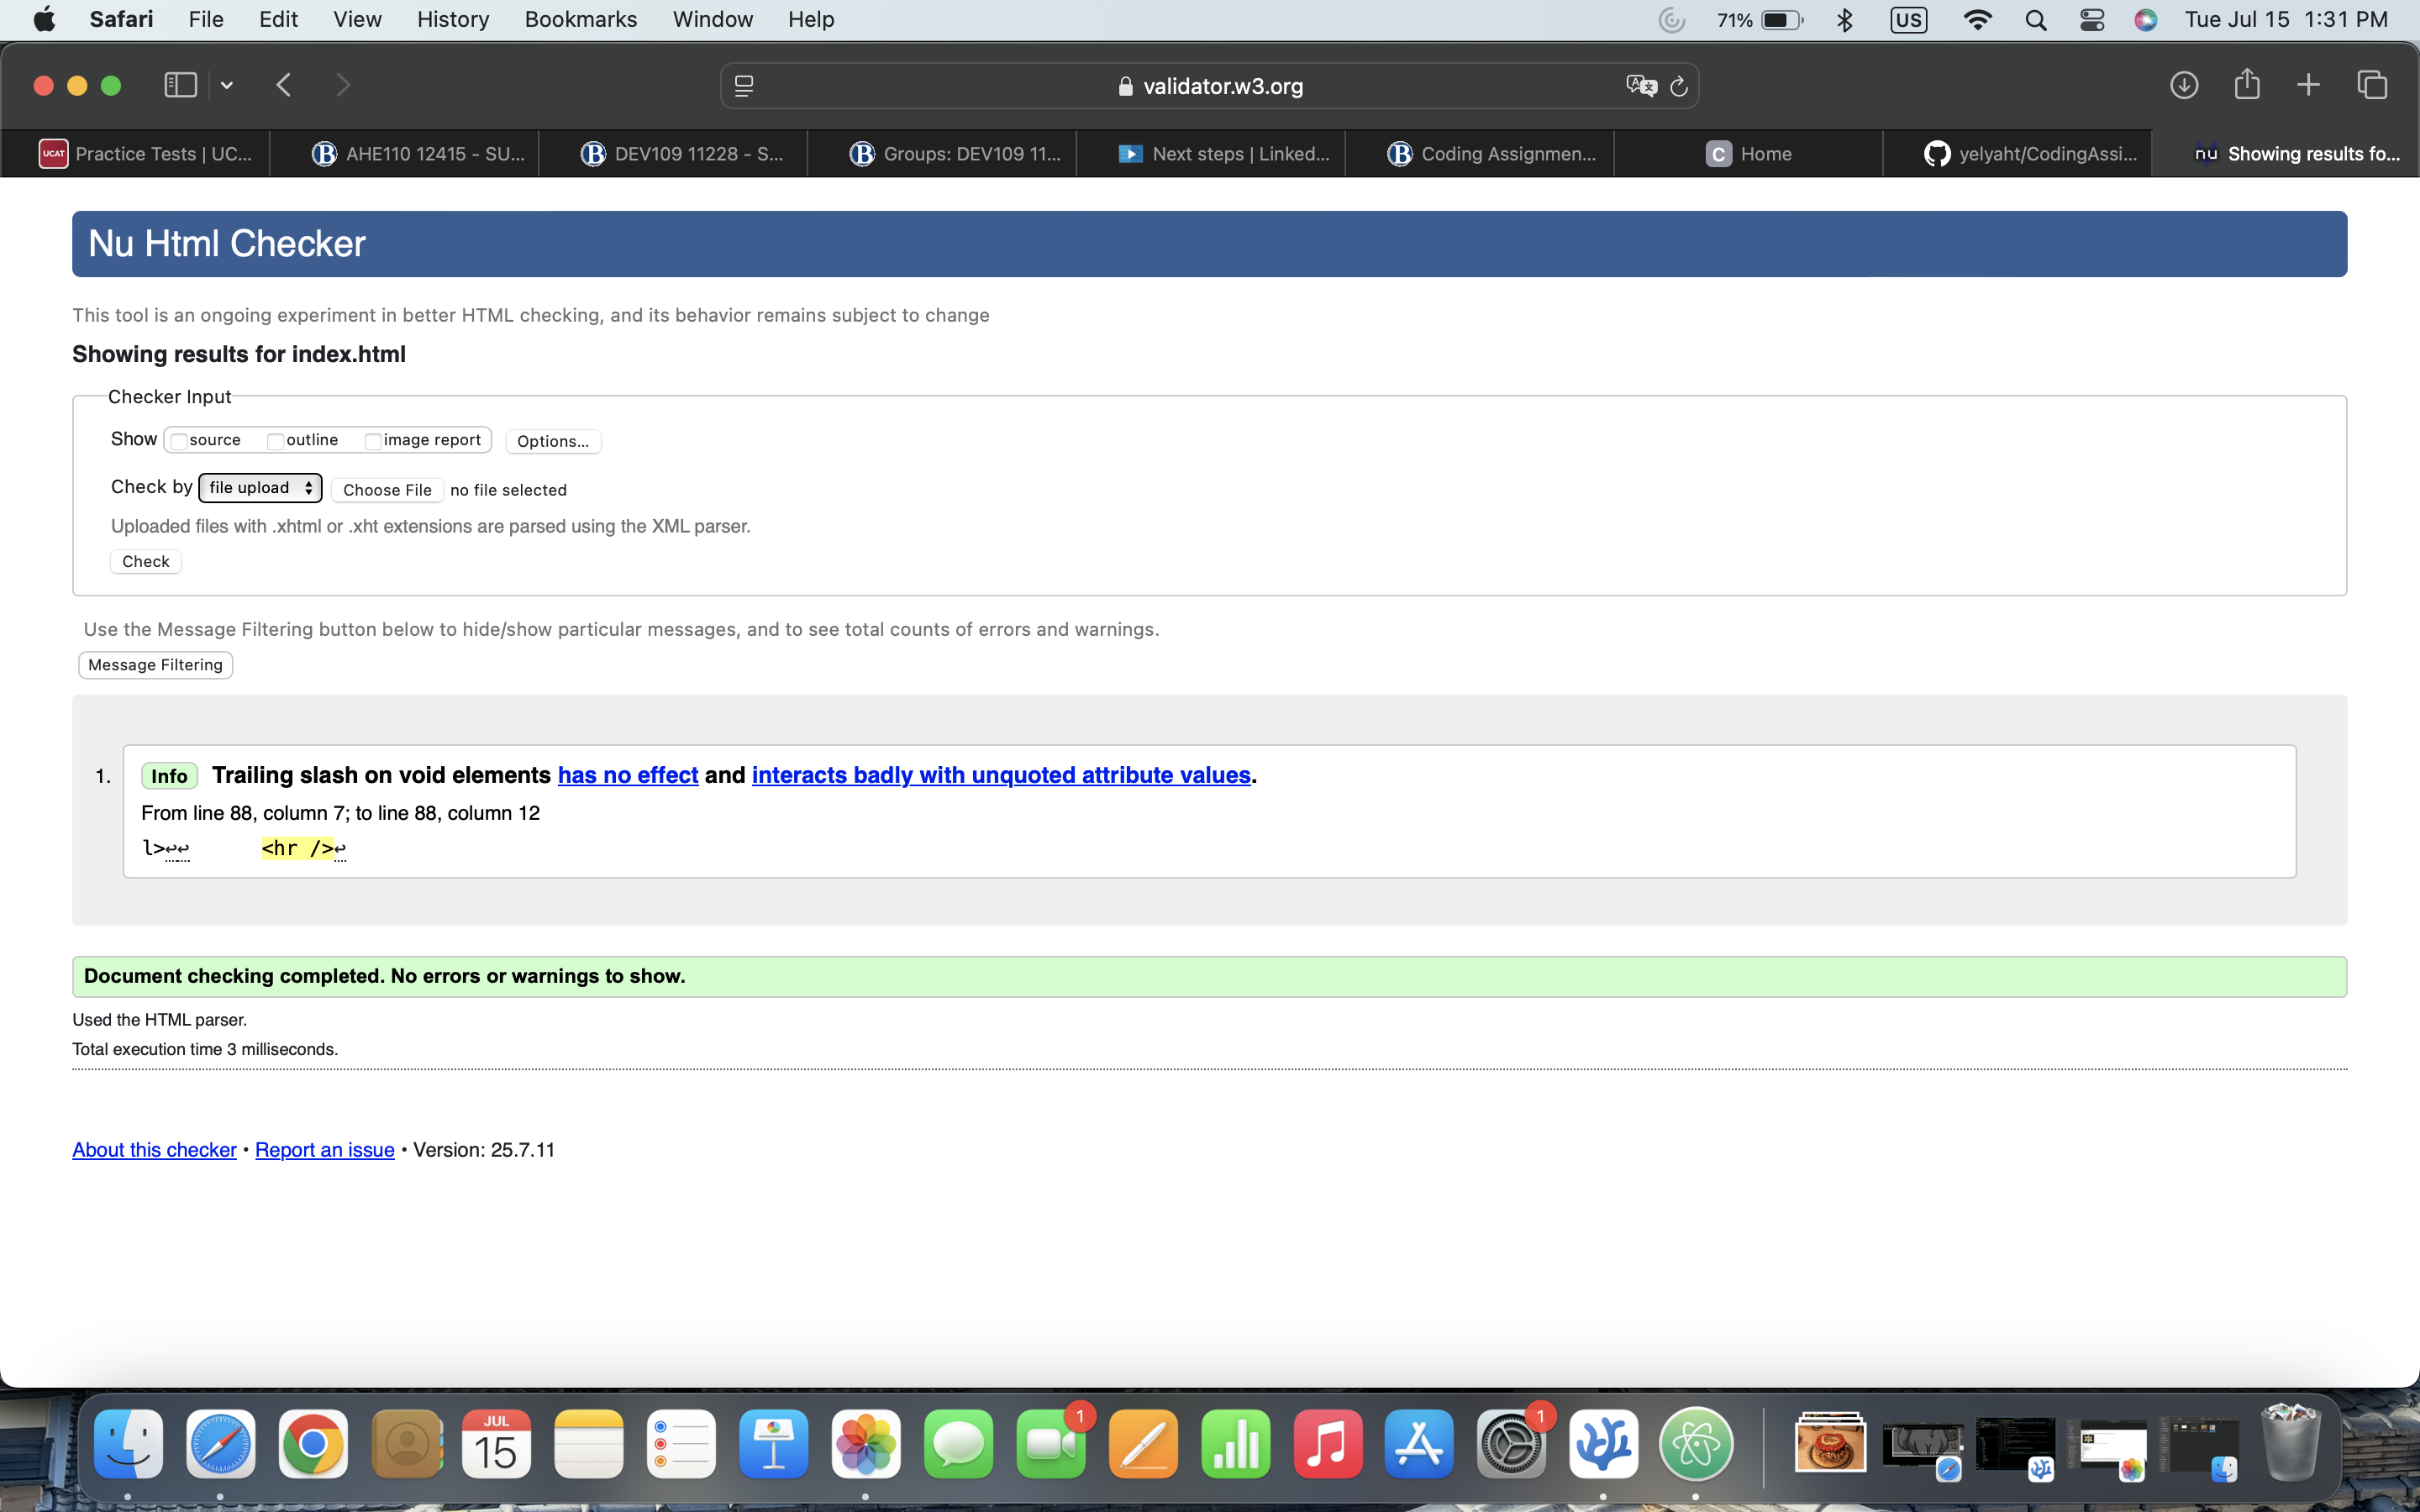 Safari File Edit View History Bookmarks Window Help 71% US Tue Jul 15 1:31 PM
validator.w3.org
UCAT Practice Tests | UC... B AHE110 12415 - SU... B DEV109 11228 - S... B Groups: DEV109 11... Next steps | Linked... B Coding Assignmen... C Home yelyaht/CodingAssi... nu Showing results fo...
Nu Html Checker
This tool is an ongoing experiment in better HTML checking, and its behavior remains subject to change
Showing results for index.html
Checker Input
Show source outline image report Options...
Check by file upload Choose File no file selected
Uploaded files with .xhtml or .xht extensions are parsed using the XML parser.
Check
Use the Message Filtering button below to hide/show particular messages, and to see total counts of errors and warnings.
Message Filtering
1. Info Trailing slash on void elements has no effect and interacts badly with unquoted attribute values.
From line 88, column 7; to line 88, column 12
l>↩↩ <hr />↩
Document checking completed. No errors or warnings to show.
Used the HTML parser.
Total execution time 3 milliseconds.
About this checker • Report an issue • Version: 25.7.11
JUL 1 1
15